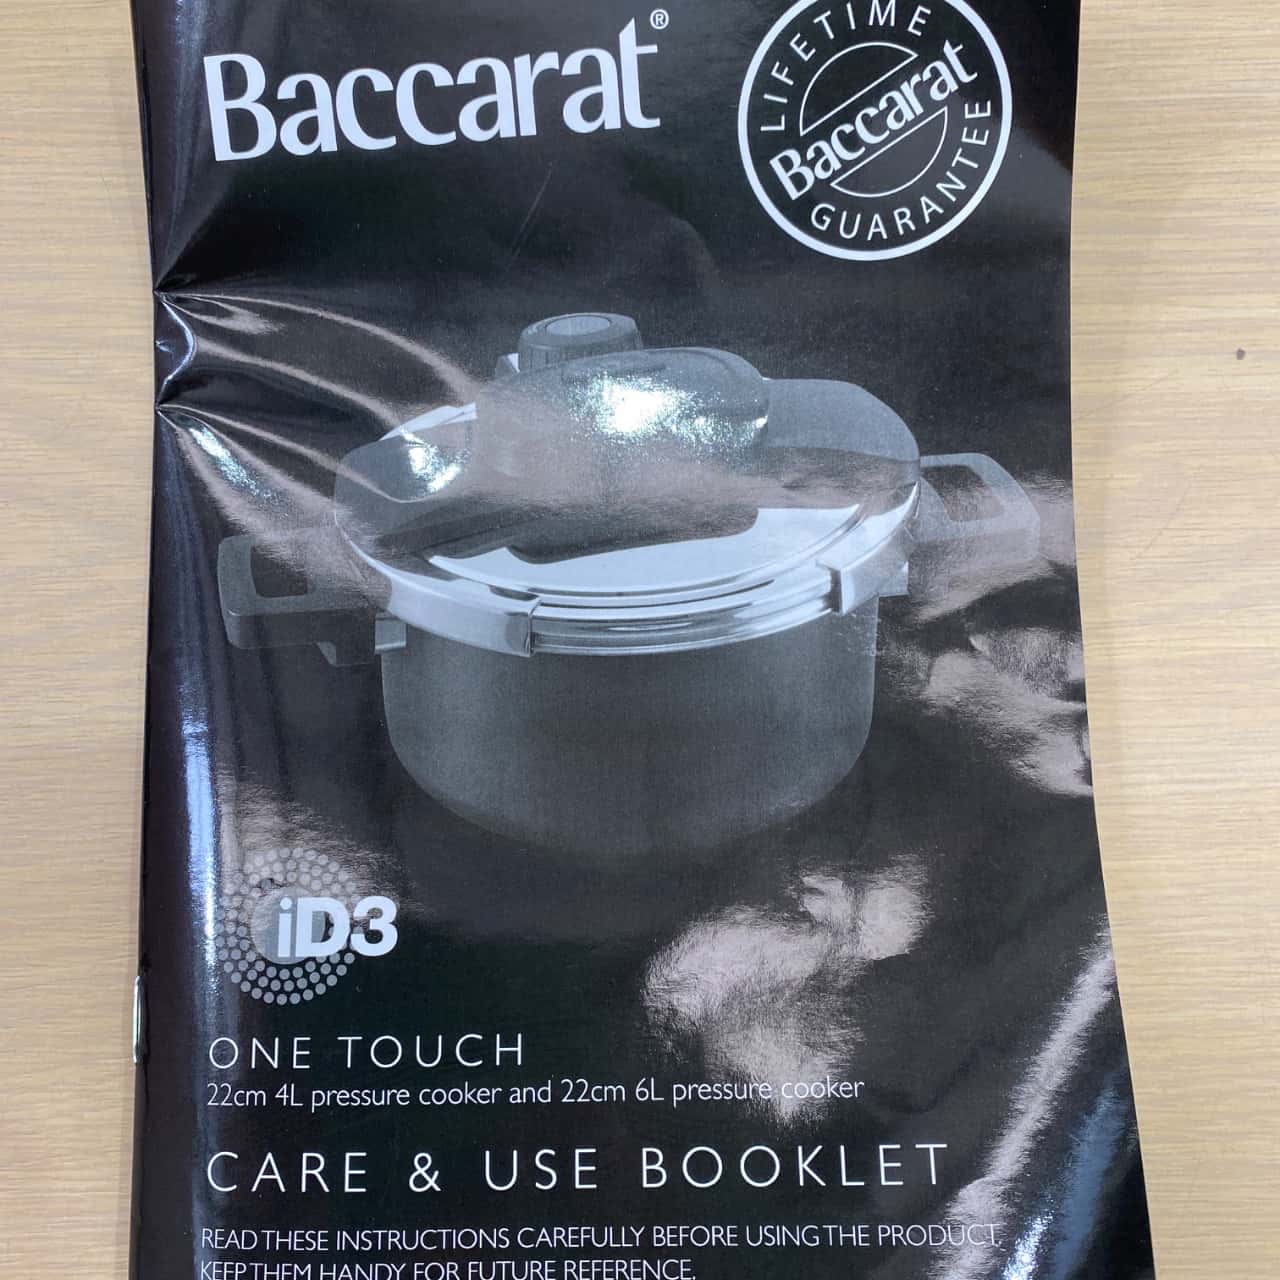 Baccarat®
LIFETIME
Baccarat
GUARANTEE
iD3
ONE TOUCH
22cm 4L pressure cooker and 22cm 6L pressure cooker
CARE & USE BOOKLET
READ THESE INSTRUCTIONS CAREFULLY BEFORE USING THE PRODUCT.
KEEP THEM HANDY FOR FUTURE REFERENCE.